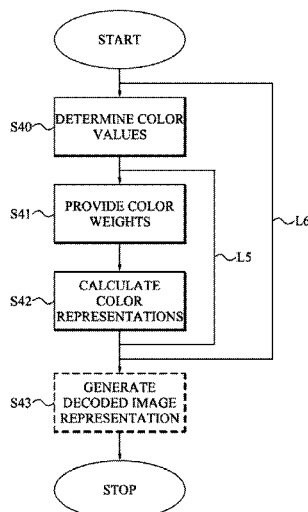 START
S40
DETERMINE COLOR
VALUES
S41
PROVIDE COLOR
WEIGHTS
L5
L6
S42
CALCULATE
COLOR
REPRESENTATIONS
S43
GENERATE
DECODED IMAGE
REPRESENTATION
STOP